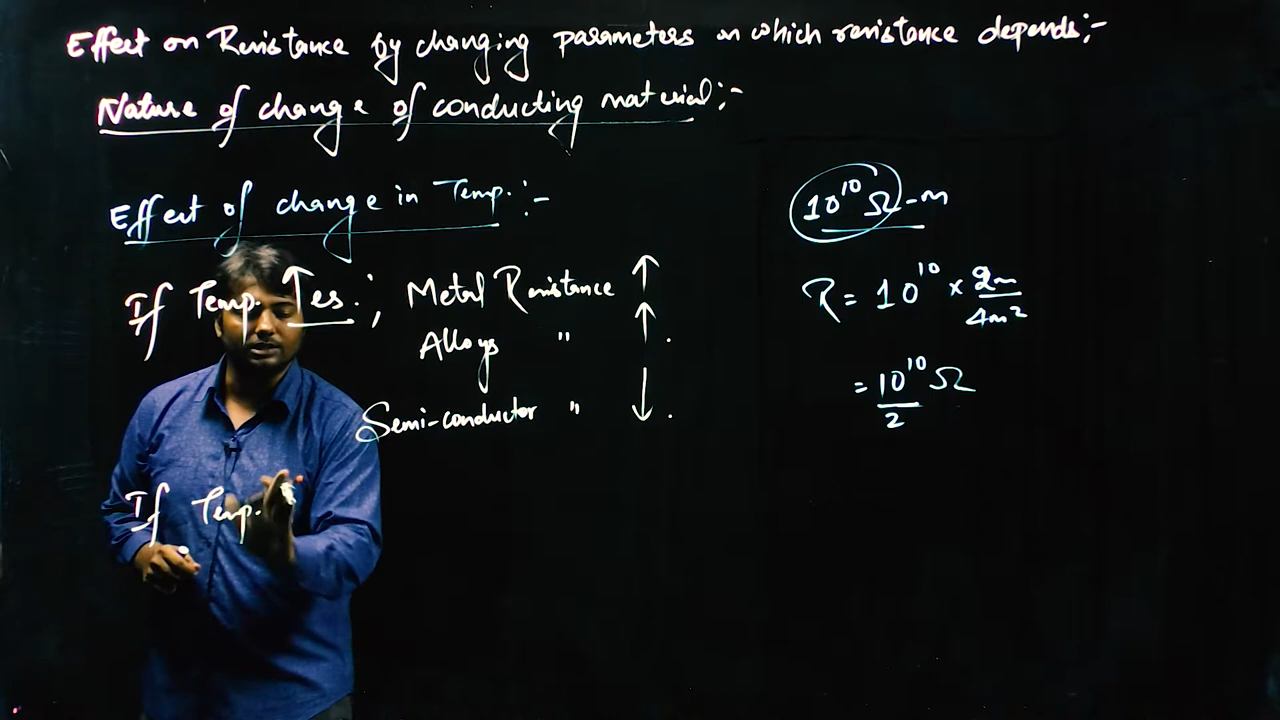 Effect on Resistance by changing parameters on which resistance depends:-
Nature of change of conducting material:-
Effect of change in Temp.:-
If Temp. ↑es. ; Metal Resistance ↑
Alloys " ↑.
Semi-conductor " ↓.
If Temp.
10¹⁰ Ω-m
R = 10¹⁰ × 2m/4m²
= 10¹⁰/2 Ω